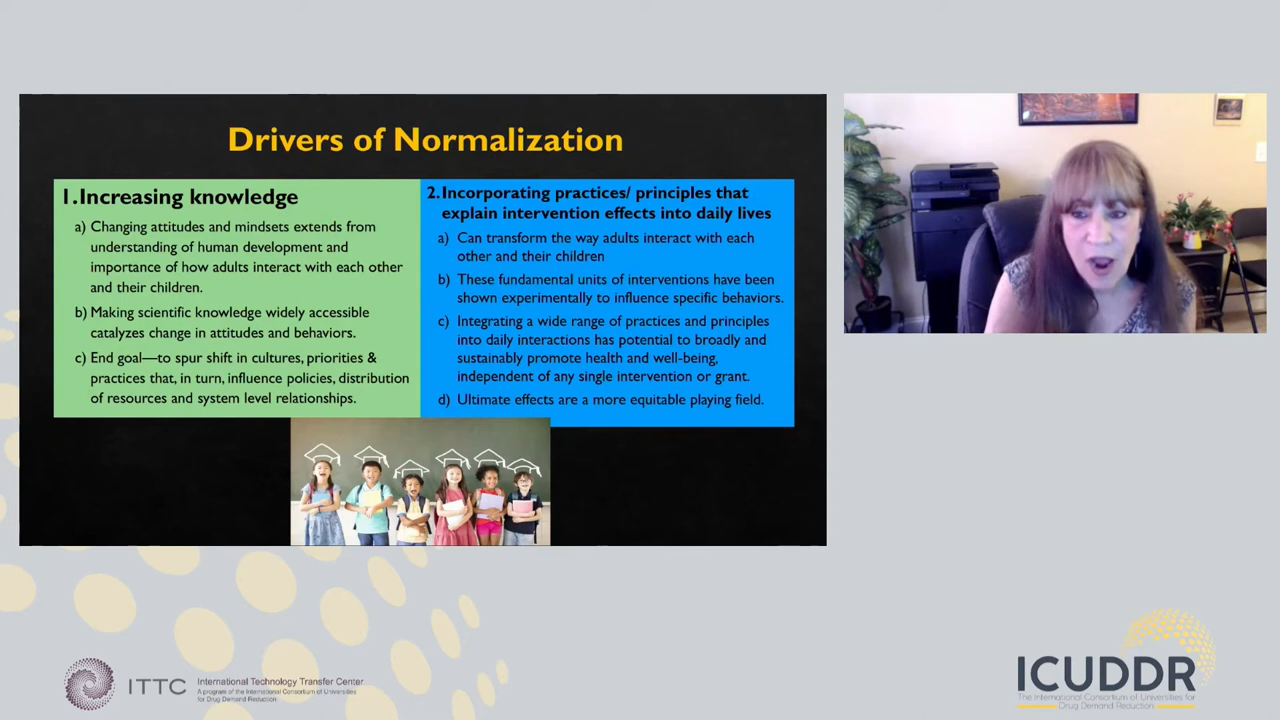 Drivers of Normalization
1.Increasing knowledge
a) Changing attitudes and mindsets extends from
understanding of human development and
importance of how adults interact with each other
and their children.
b) Making scientific knowledge widely accessible
catalyzes change in attitudes and behaviors.
c) End goal—to spur shift in cultures, priorities &
practices that, in turn, influence policies, distribution
of resources and system level relationships.
2.Incorporating practices/ principles that
explain intervention effects into daily lives
a) Can transform the way adults interact with each
other and their children
b) These fundamental units of interventions have been
shown experimentally to influence specific behaviors.
c) Integrating a wide range of practices and principles
into daily interactions has potential to broadly and
sustainably promote health and well-being,
independent of any single intervention or grant.
d) Ultimate effects are a more equitable playing field.
ITTC
International Technology Transfer Center
A program of the International Consortium of Universities
for Drug Demand Reduction
ICUDDR
The International Consortium of Universities for
Drug Demand Reduction